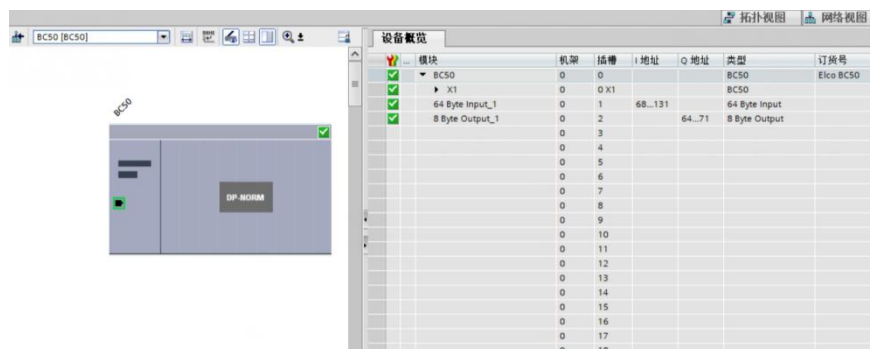 拓扑视图 网络视图
BC50 [BC50]
设备概览
... 模块 机架 插槽 I 地址 Q 地址 类型 订货号
BC50 0 0 BC50 Elco BC50
X1 0 0 X1 BC50
64 Byte Input_1 0 1 68...131 64 Byte Input
8 Byte Output_1 0 2 64...71 8 Byte Output
0 3
0 4
0 5
0 6
0 7
0 8
0 9
0 10
0 11
0 12
0 13
0 14
0 15
0 16
0 17
BC50
DP-NORM